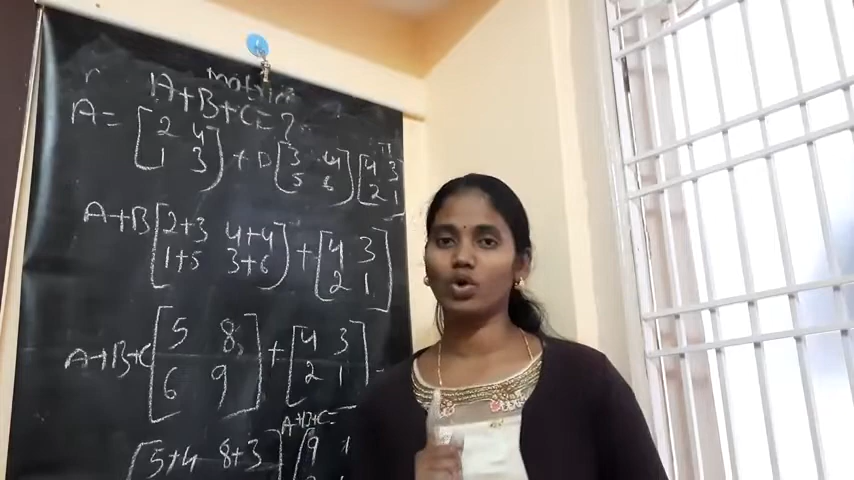 matrix
A+B+C=?
A= [2 4 1 3] + [3 4 5 6] [4 3 2 1]
A+B [2+3 4+4 1+5 3+6] + [4 3 2 1]
A+B+C [5 8 6 9] + [4 3 2 1]
A+B+C=
[5+4 8+3] [9